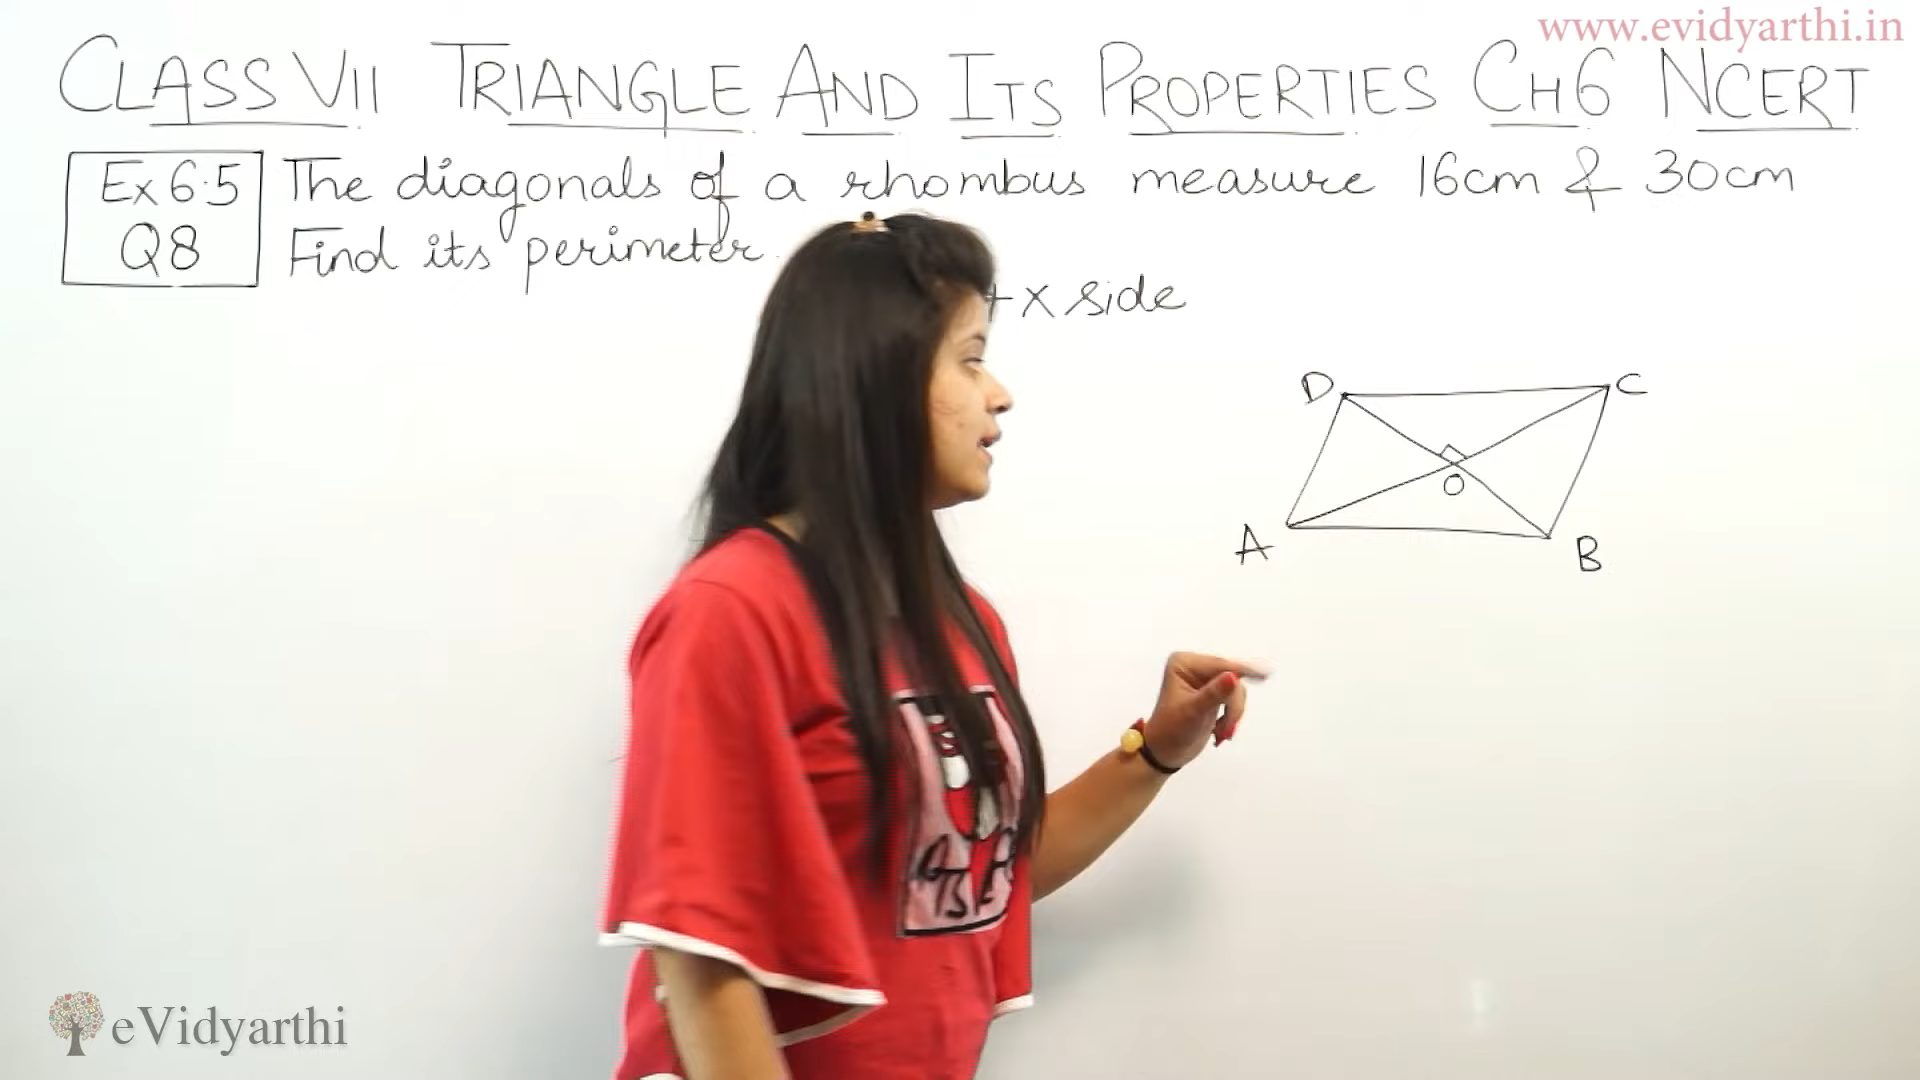 www.evidyarthi.in
CLASS VII TRIANGLE AND ITS PROPERTIES CH6 NCERT
Ex 6.5 The diagonals of a rhombus measure 16cm & 30cm
Q8 Find its perimeter.
x side
D C
O
A B
eVidyarthi